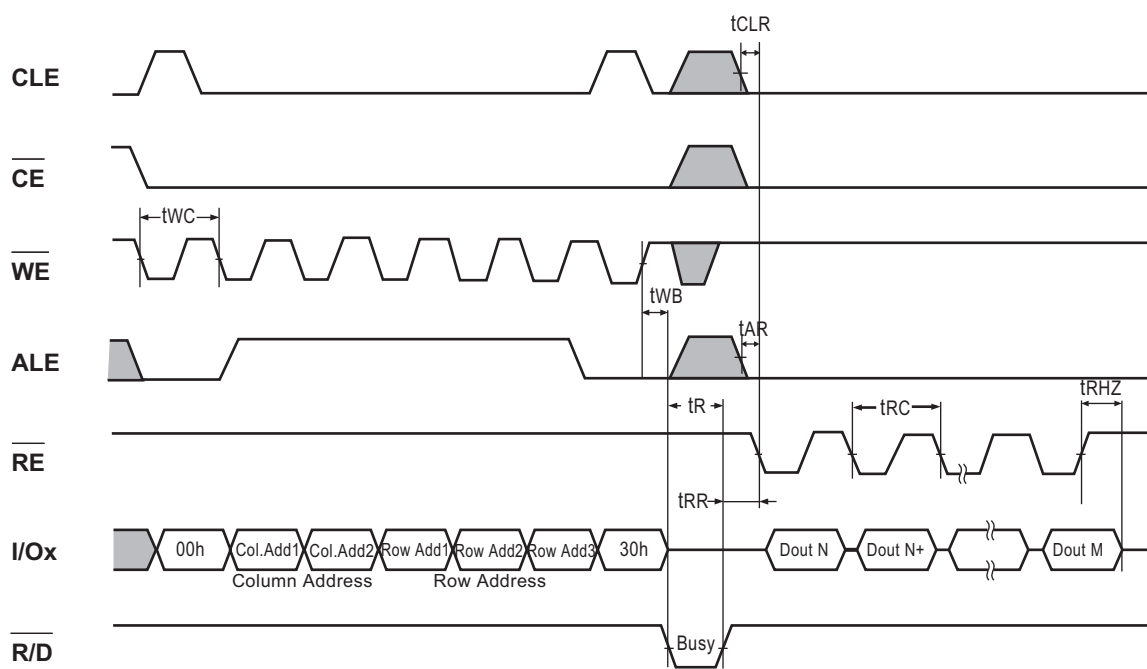 tCLR
CLE
CE
tWC
WE
tWB
tAR
ALE
tR
tRC
tRHZ
RE
tRR
I/Ox
00h
Col.Add1
Col.Add2
Row Add1
Row Add2
Row Add3
30h
Dout N
Dout N+
Dout M
Column Address
Row Address
R/D
Busy